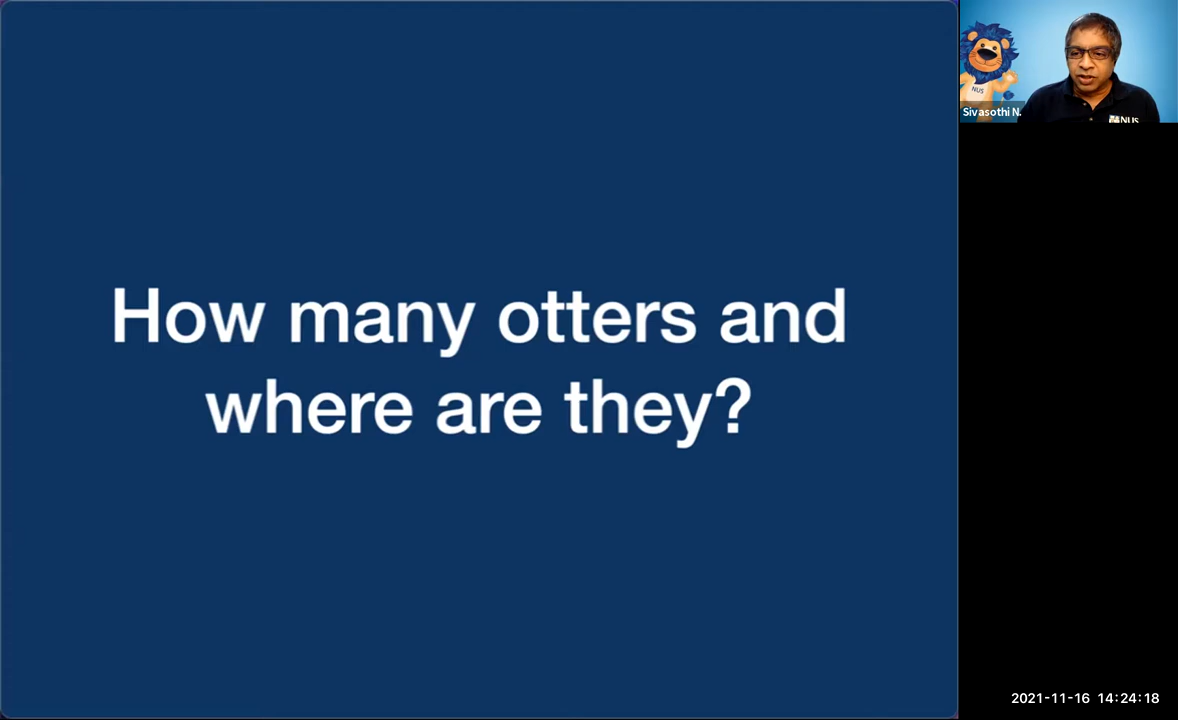 How many otters and
where are they?
NUS
Sivasothi N.
NUS
2021-11-16 14:24:18